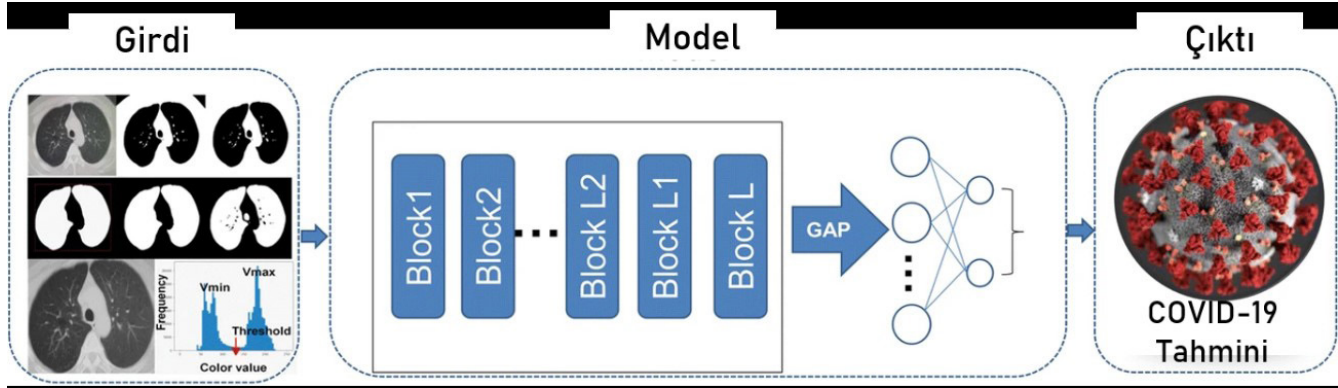 Girdi
Model
Çıktı
Vmax
Vmin
Frequency
Threshold
Color value
Block1
Block2
Block L2
Block L1
Block L
GAP
COVID-19
Tahmini